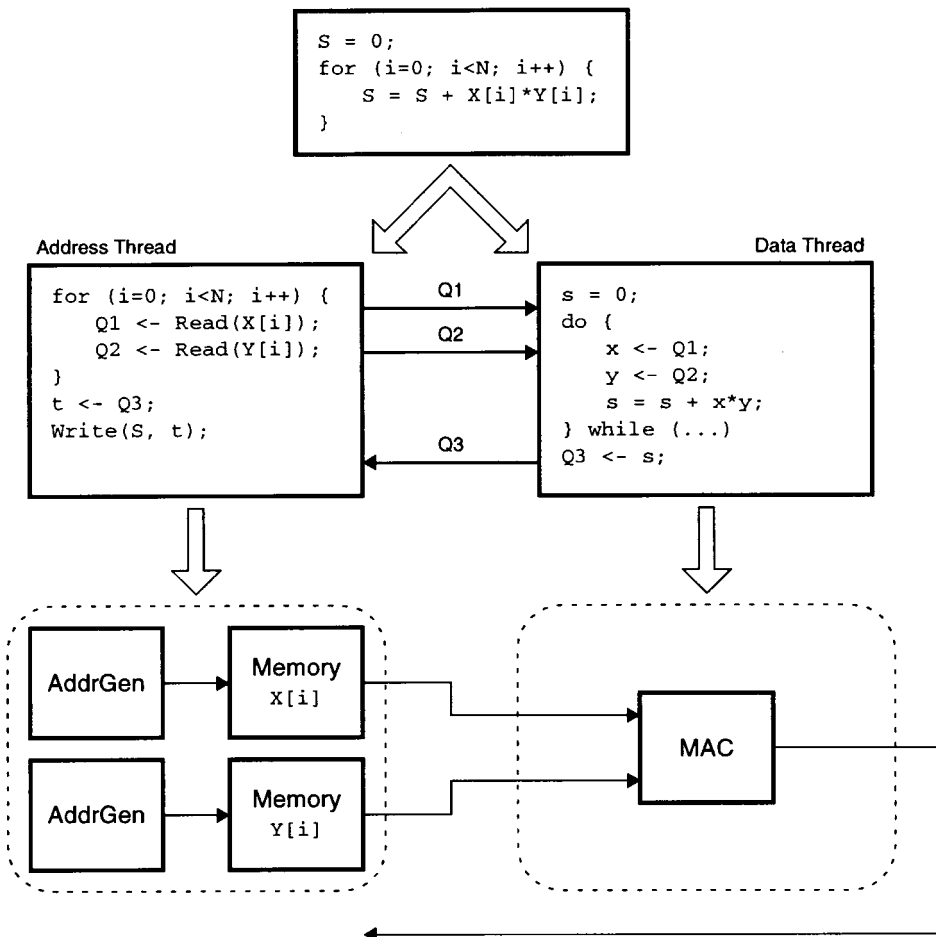 S = 0;
for (i=0; i<N; i++) {
S = S + X[i]*Y[i];
}
Address Thread
for (i=0; i<N; i++) {
Q1 <- Read(X[i]);
Q2 <- Read(Y[i]);
}
t <- Q3;
Write(S, t);
Q1
Q2
Q3
Data Thread
s = 0;
do {
x <- Q1;
y <- Q2;
s = s + x*y;
} while (...)
Q3 <- s;
AddrGen
Memory
X[i]
AddrGen
Memory
Y[i]
MAC